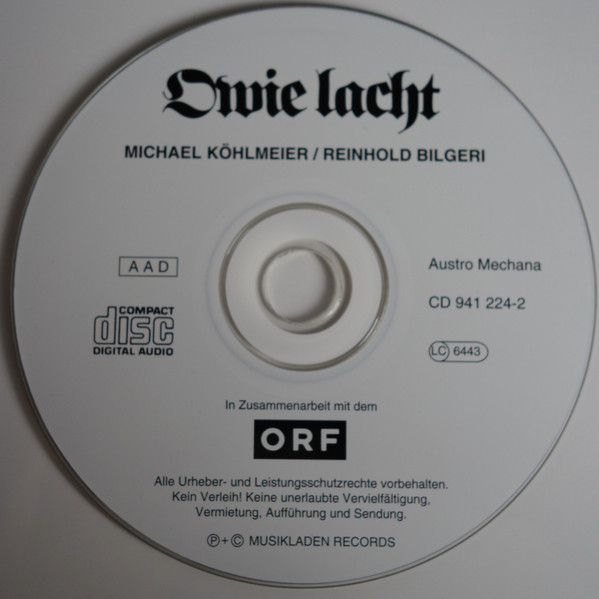 Owie lacht
MICHAEL KÖHLMEIER / REINHOLD BILGERI
AAD
Austro Mechana
CD 941 224-2
COMPACT
disc
DIGITAL AUDIO
LC 6443
In Zusammenarbeit mit dem
ORF
Alle Urheber- und Leistungsschutzrechte vorbehalten.
Kein Verleih! Keine unerlaubte Vervielfältigung,
Vermietung, Aufführung und Sendung.
℗ + © MUSIKLADEN RECORDS